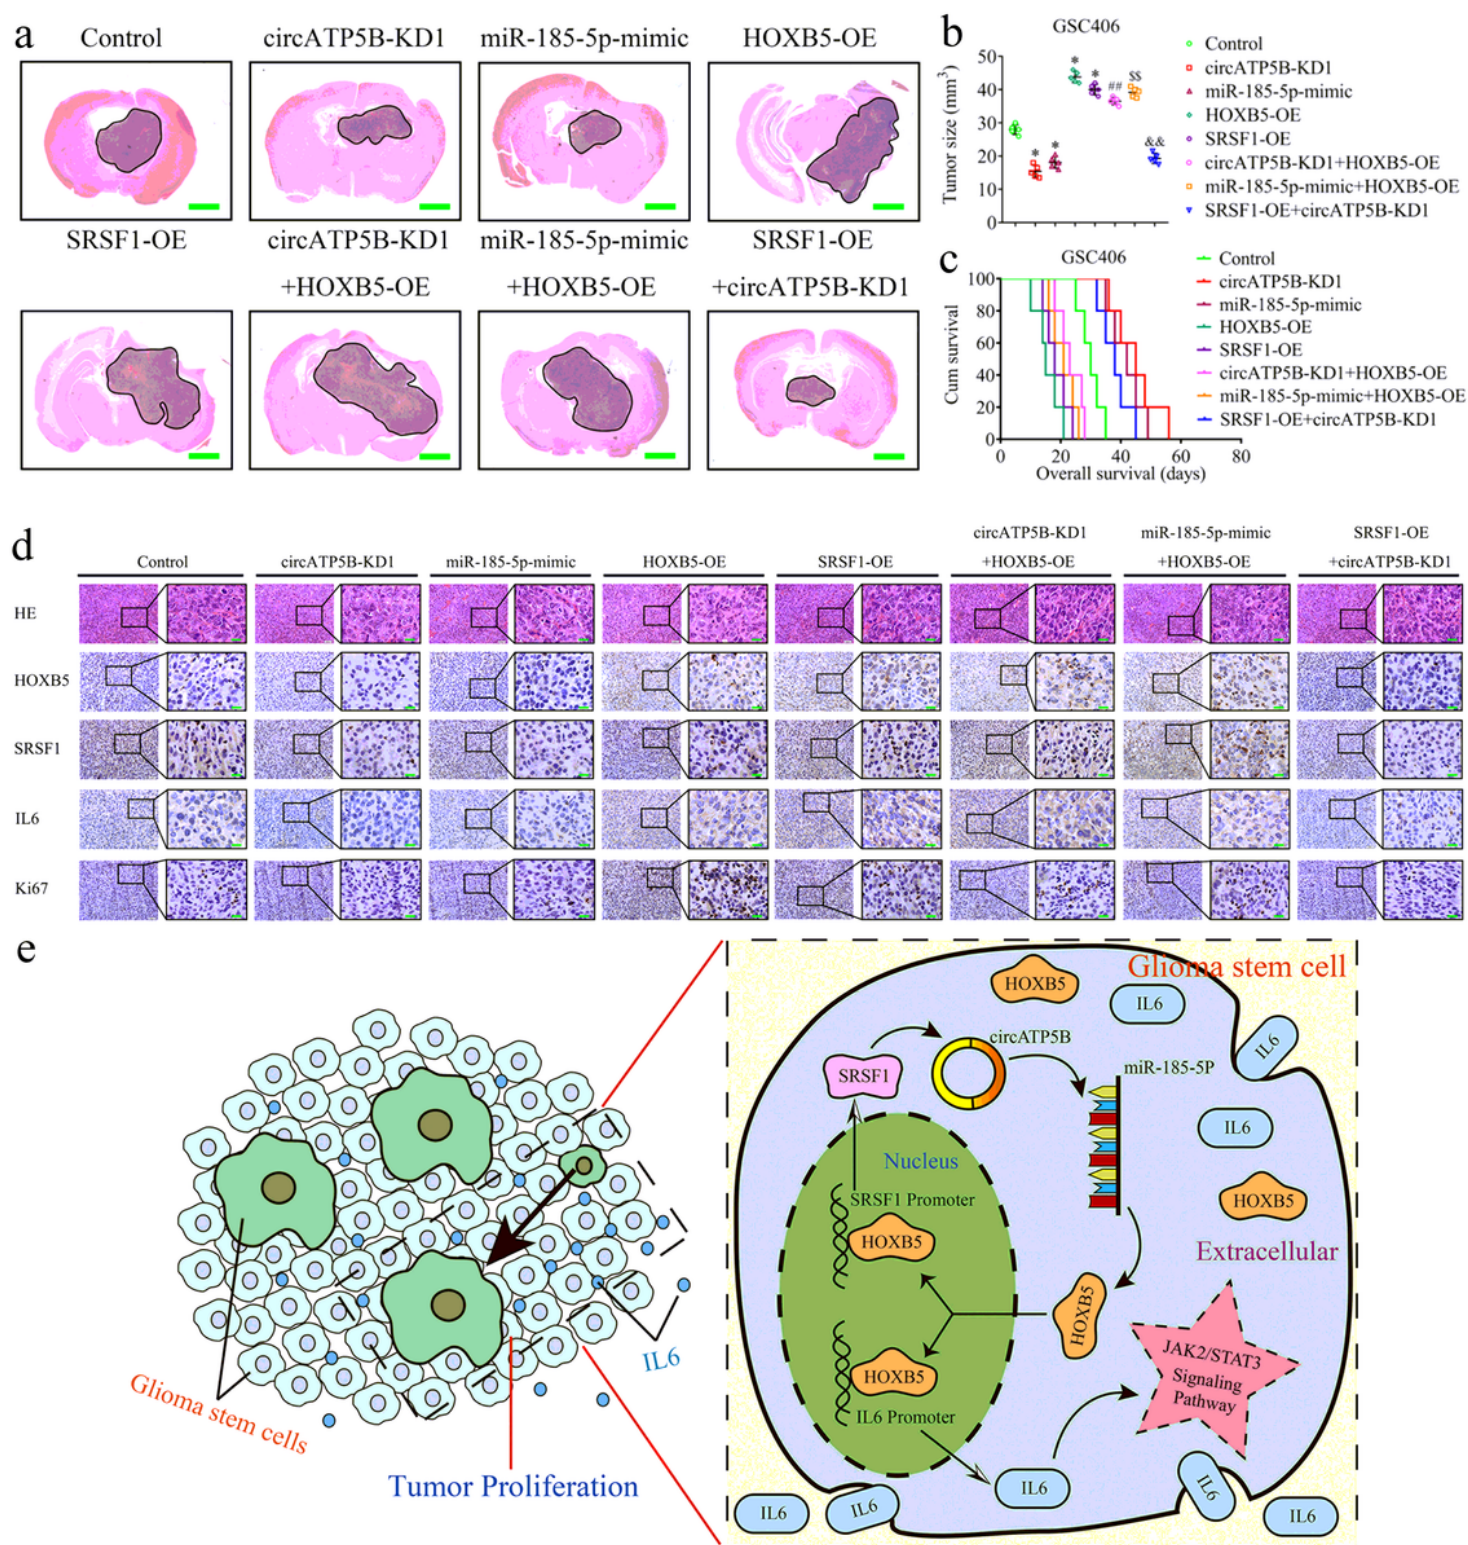 a
Control
circATP5B-KD1
miR-185-5p-mimic
HOXB5-OE
SRSF1-OE
circATP5B-KD1
+HOXB5-OE
miR-185-5p-mimic
+HOXB5-OE
SRSF1-OE
+circATP5B-KD1
b
GSC406
Tumor size (mm³)
50
40
30
20
10
0
*
*
*
*
##
$$
&&
Control
circATP5B-KD1
miR-185-5p-mimic
HOXB5-OE
SRSF1-OE
circATP5B-KD1+HOXB5-OE
miR-185-5p-mimic+HOXB5-OE
SRSF1-OE+circATP5B-KD1
c
GSC406
Cum survival
100
80
60
40
20
0
0
20
40
60
80
Overall survival (days)
Control
circATP5B-KD1
miR-185-5p-mimic
HOXB5-OE
SRSF1-OE
circATP5B-KD1+HOXB5-OE
miR-185-5p-mimic+HOXB5-OE
SRSF1-OE+circATP5B-KD1
d
Control
circATP5B-KD1
miR-185-5p-mimic
HOXB5-OE
SRSF1-OE
circATP5B-KD1
+HOXB5-OE
miR-185-5p-mimic
+HOXB5-OE
SRSF1-OE
+circATP5B-KD1
HE
HOXB5
SRSF1
IL6
Ki67
e
Glioma stem cells
Tumor Proliferation
IL6
Glioma stem cell
HOXB5
IL6
IL6
circATP5B
SRSF1
miR-185-5P
IL6
Nucleus
SRSF1 Promoter
HOXB5
HOXB5
Extracellular
HOXB5
JAK2/STAT3
Signaling
Pathway
HOXB5
IL6 Promoter
IL6
IL6
IL6
IL6
IL6